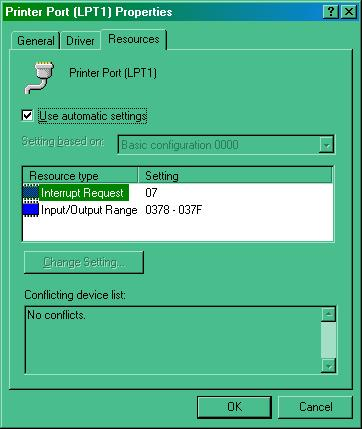 Printer Port (LPT1) Properties
General Driver Resources
Printer Port (LPT1)
Use automatic settings
Setting based on: Basic configuration 0000
Resource type Setting
Interrupt Request 07
Input/Output Range 0378 - 037F
Change Setting...
Conflicting device list:
No conflicts.
OK Cancel